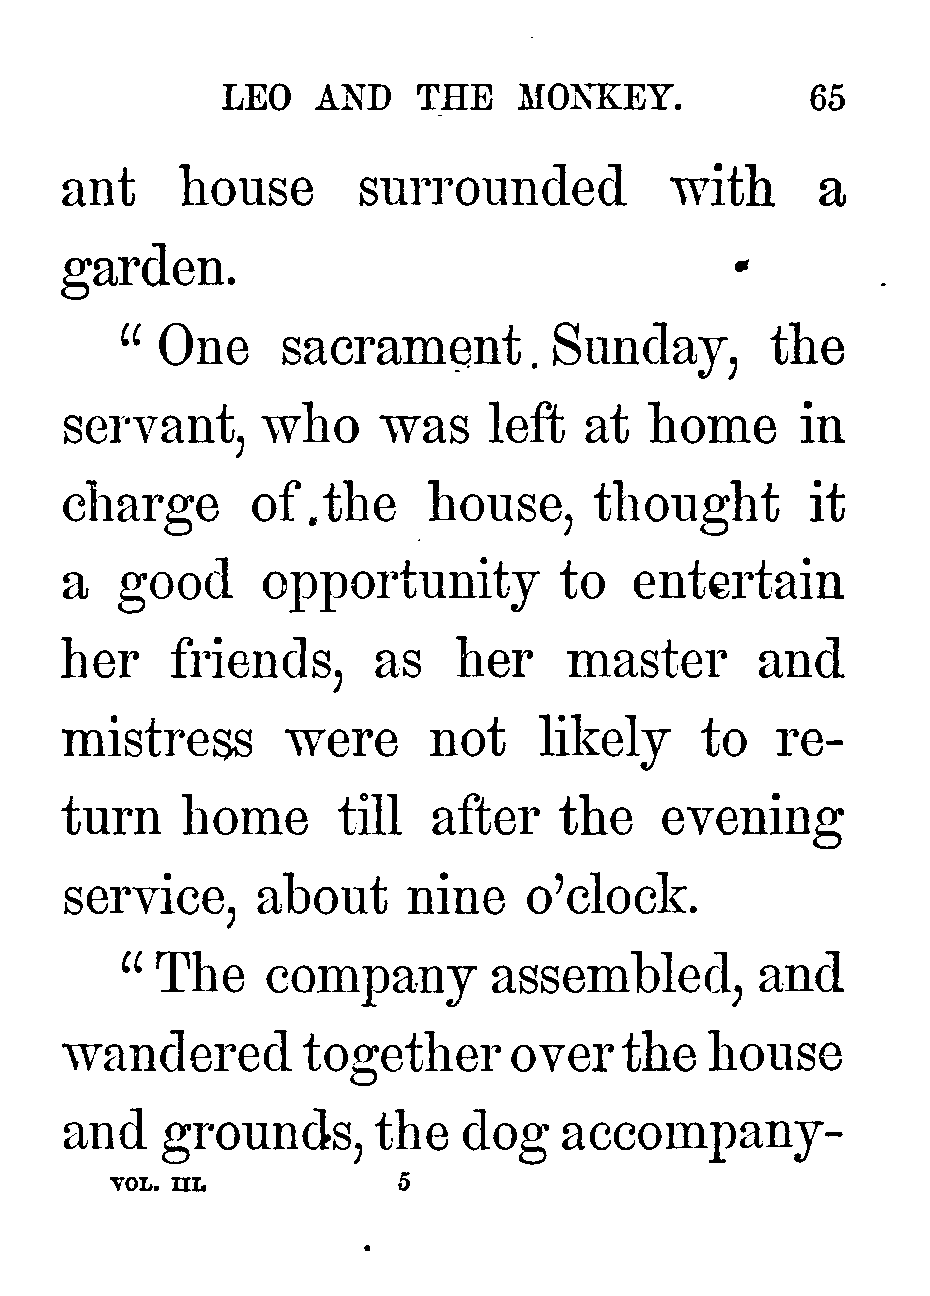 LEO AND THE MONKEY. 65
ant house surrounded with a
garden.
“ One sacrament. Sunday, the
servant, who was left at home in
charge of the house, thought it
a good opportunity to entertain
her friends, as her master and
mistress were not likely to re-
turn home till after the evening
service, about nine o’clock.
“ The company assembled, and
wandered together over the house
and grounds, the dog accompany-
VOL. III. 5